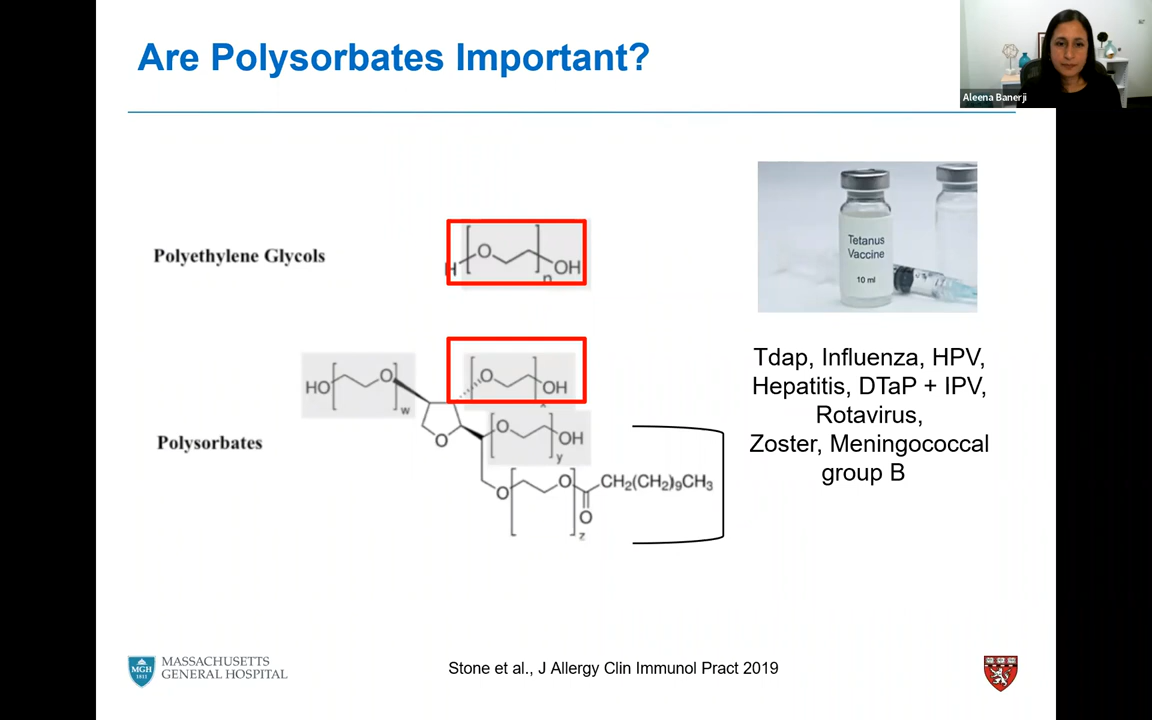 Are Polysorbates Important?
Aleena Banerji
Polyethylene Glycols
H
O
n
OH
Tetanus
Vaccine
10 ml
HO
O
w
O
OH
x
O
Polysorbates
O
OH
y
O
O
z
CH2(CH2)9CH3
O
Tdap, Influenza, HPV,
Hepatitis, DTaP + IPV,
Rotavirus,
Zoster, Meningococcal
group B
MGH
1811
MASSACHUSETTS
GENERAL HOSPITAL
Stone et al., J Allergy Clin Immunol Pract 2019